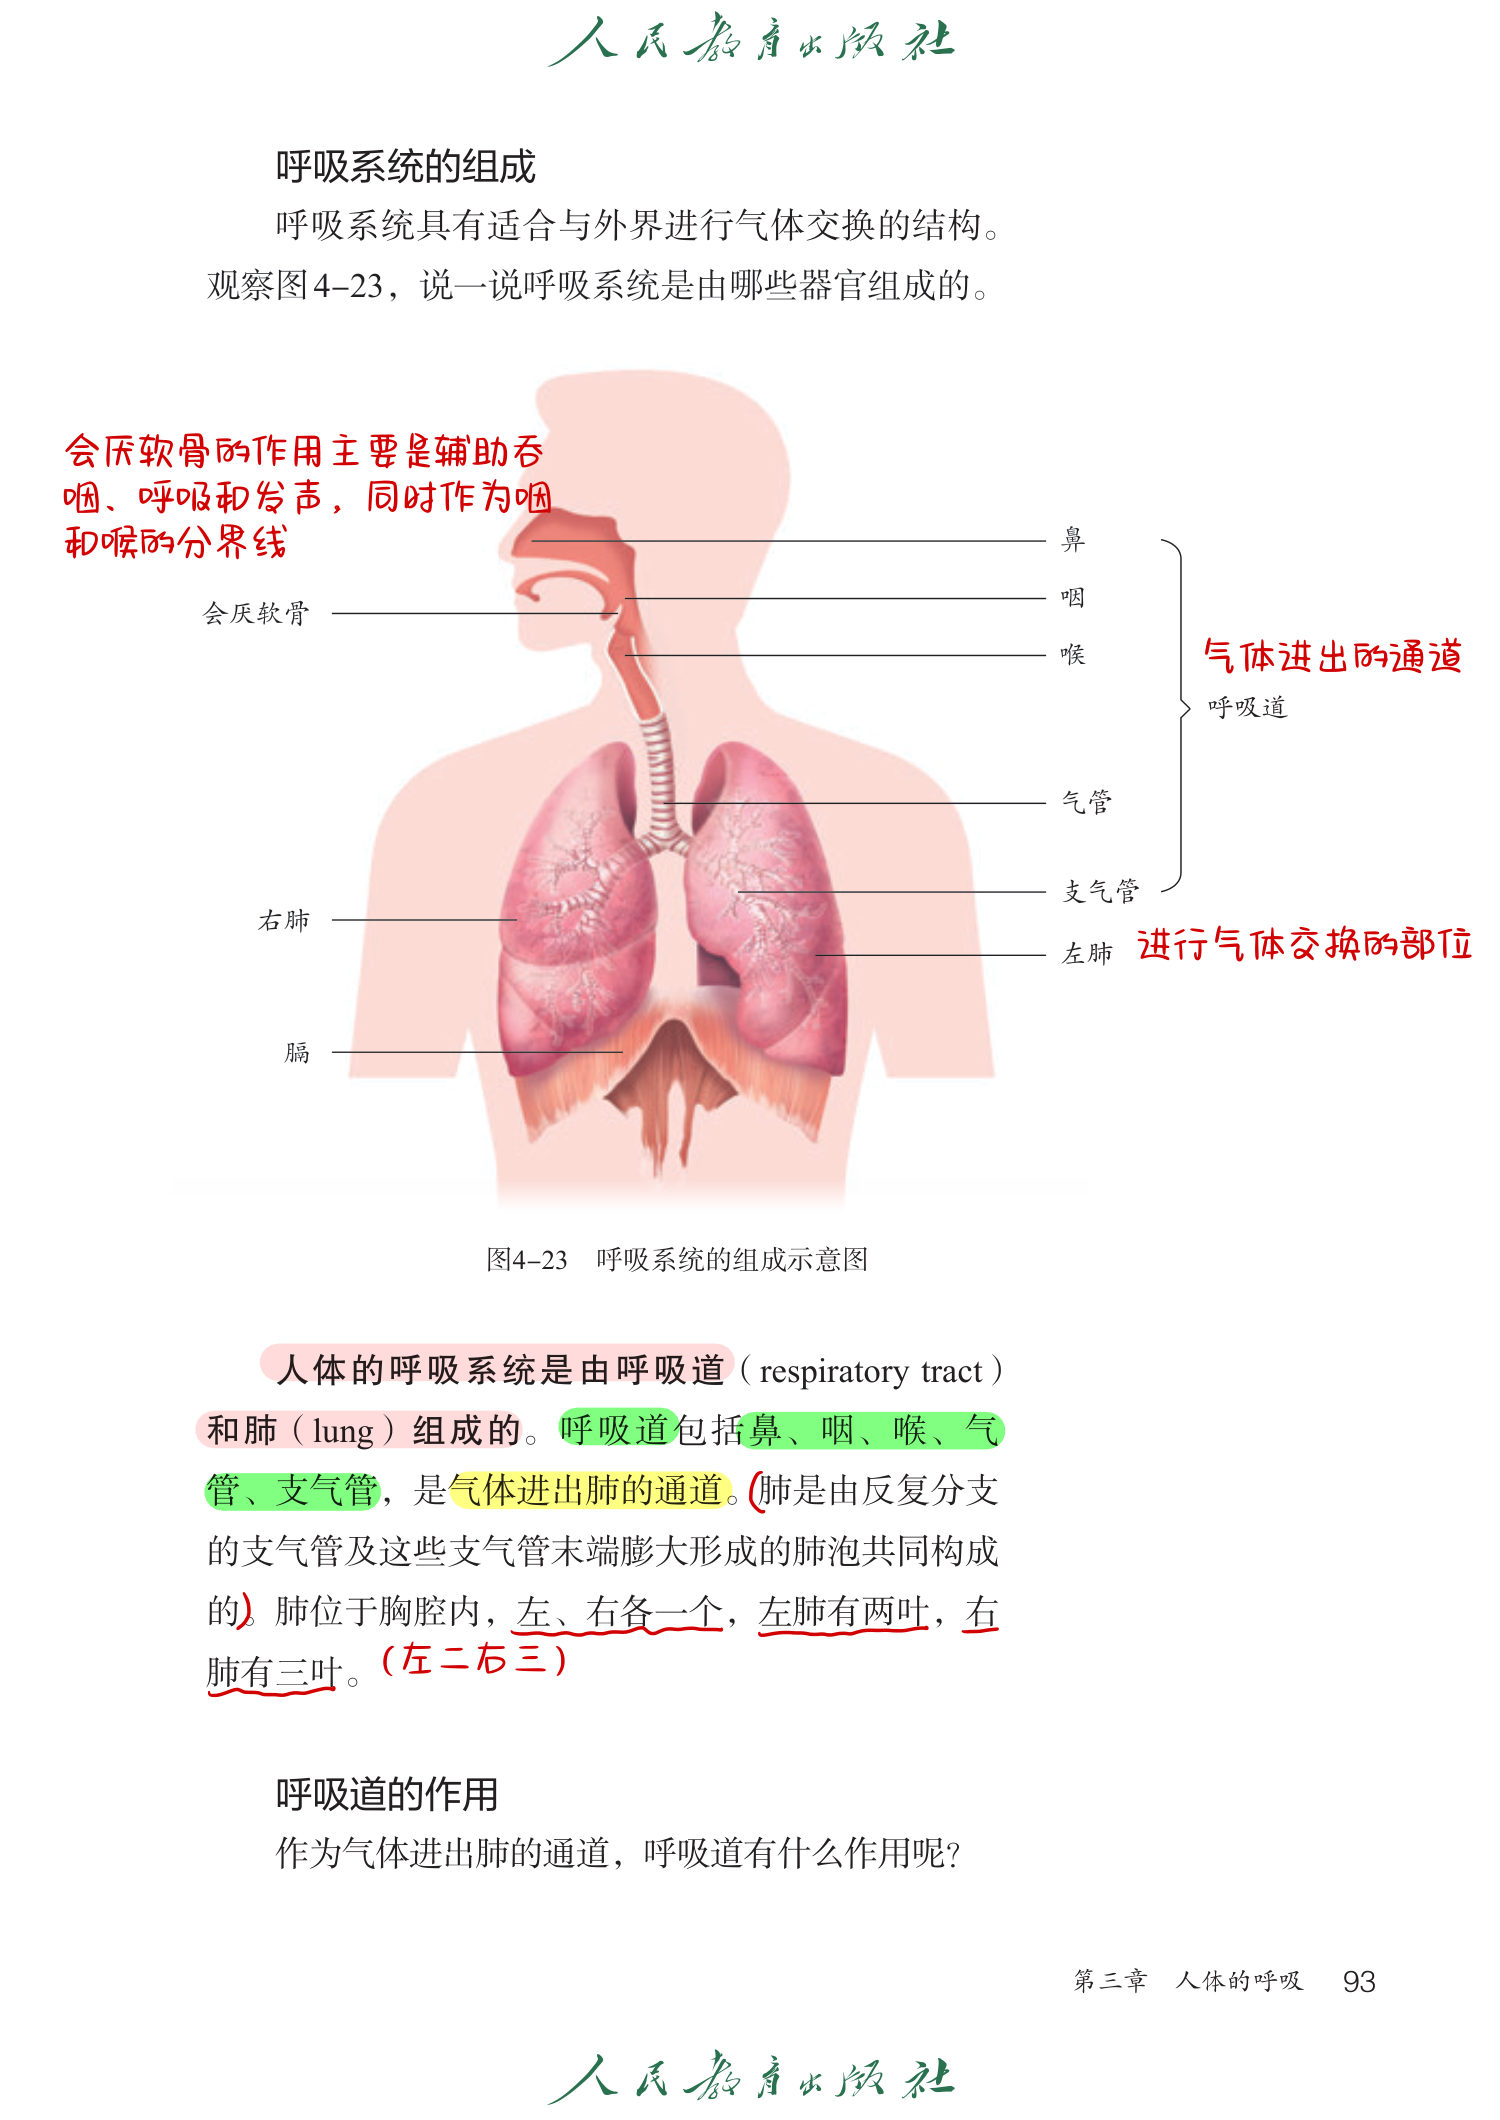 人民教育出版社
呼吸系统的组成
呼吸系统具有适合与外界进行气体交换的结构。
观察图4-23，说一说呼吸系统是由哪些器官组成的。
会厌软骨的作用主要是辅助吞
咽、呼吸和发声，同时作为咽
和喉的分界线
鼻
咽
会厌软骨
喉
气体进出的通道
呼吸道
气管
支气管
右肺
左肺 进行气体交换的部位
膈
图4-23 呼吸系统的组成示意图
人体的呼吸系统是由呼吸道（respiratory tract）
和肺（lung）组成的。呼吸道包括鼻、咽、喉、气
管、支气管，是气体进出肺的通道。(肺是由反复分支
的支气管及这些支气管末端膨大形成的肺泡共同构成
的)。肺位于胸腔内，左、右各一个，左肺有两叶，右
肺有三叶。(左二右三)
呼吸道的作用
作为气体进出肺的通道，呼吸道有什么作用呢？
第三章 人体的呼吸 93
人民教育出版社